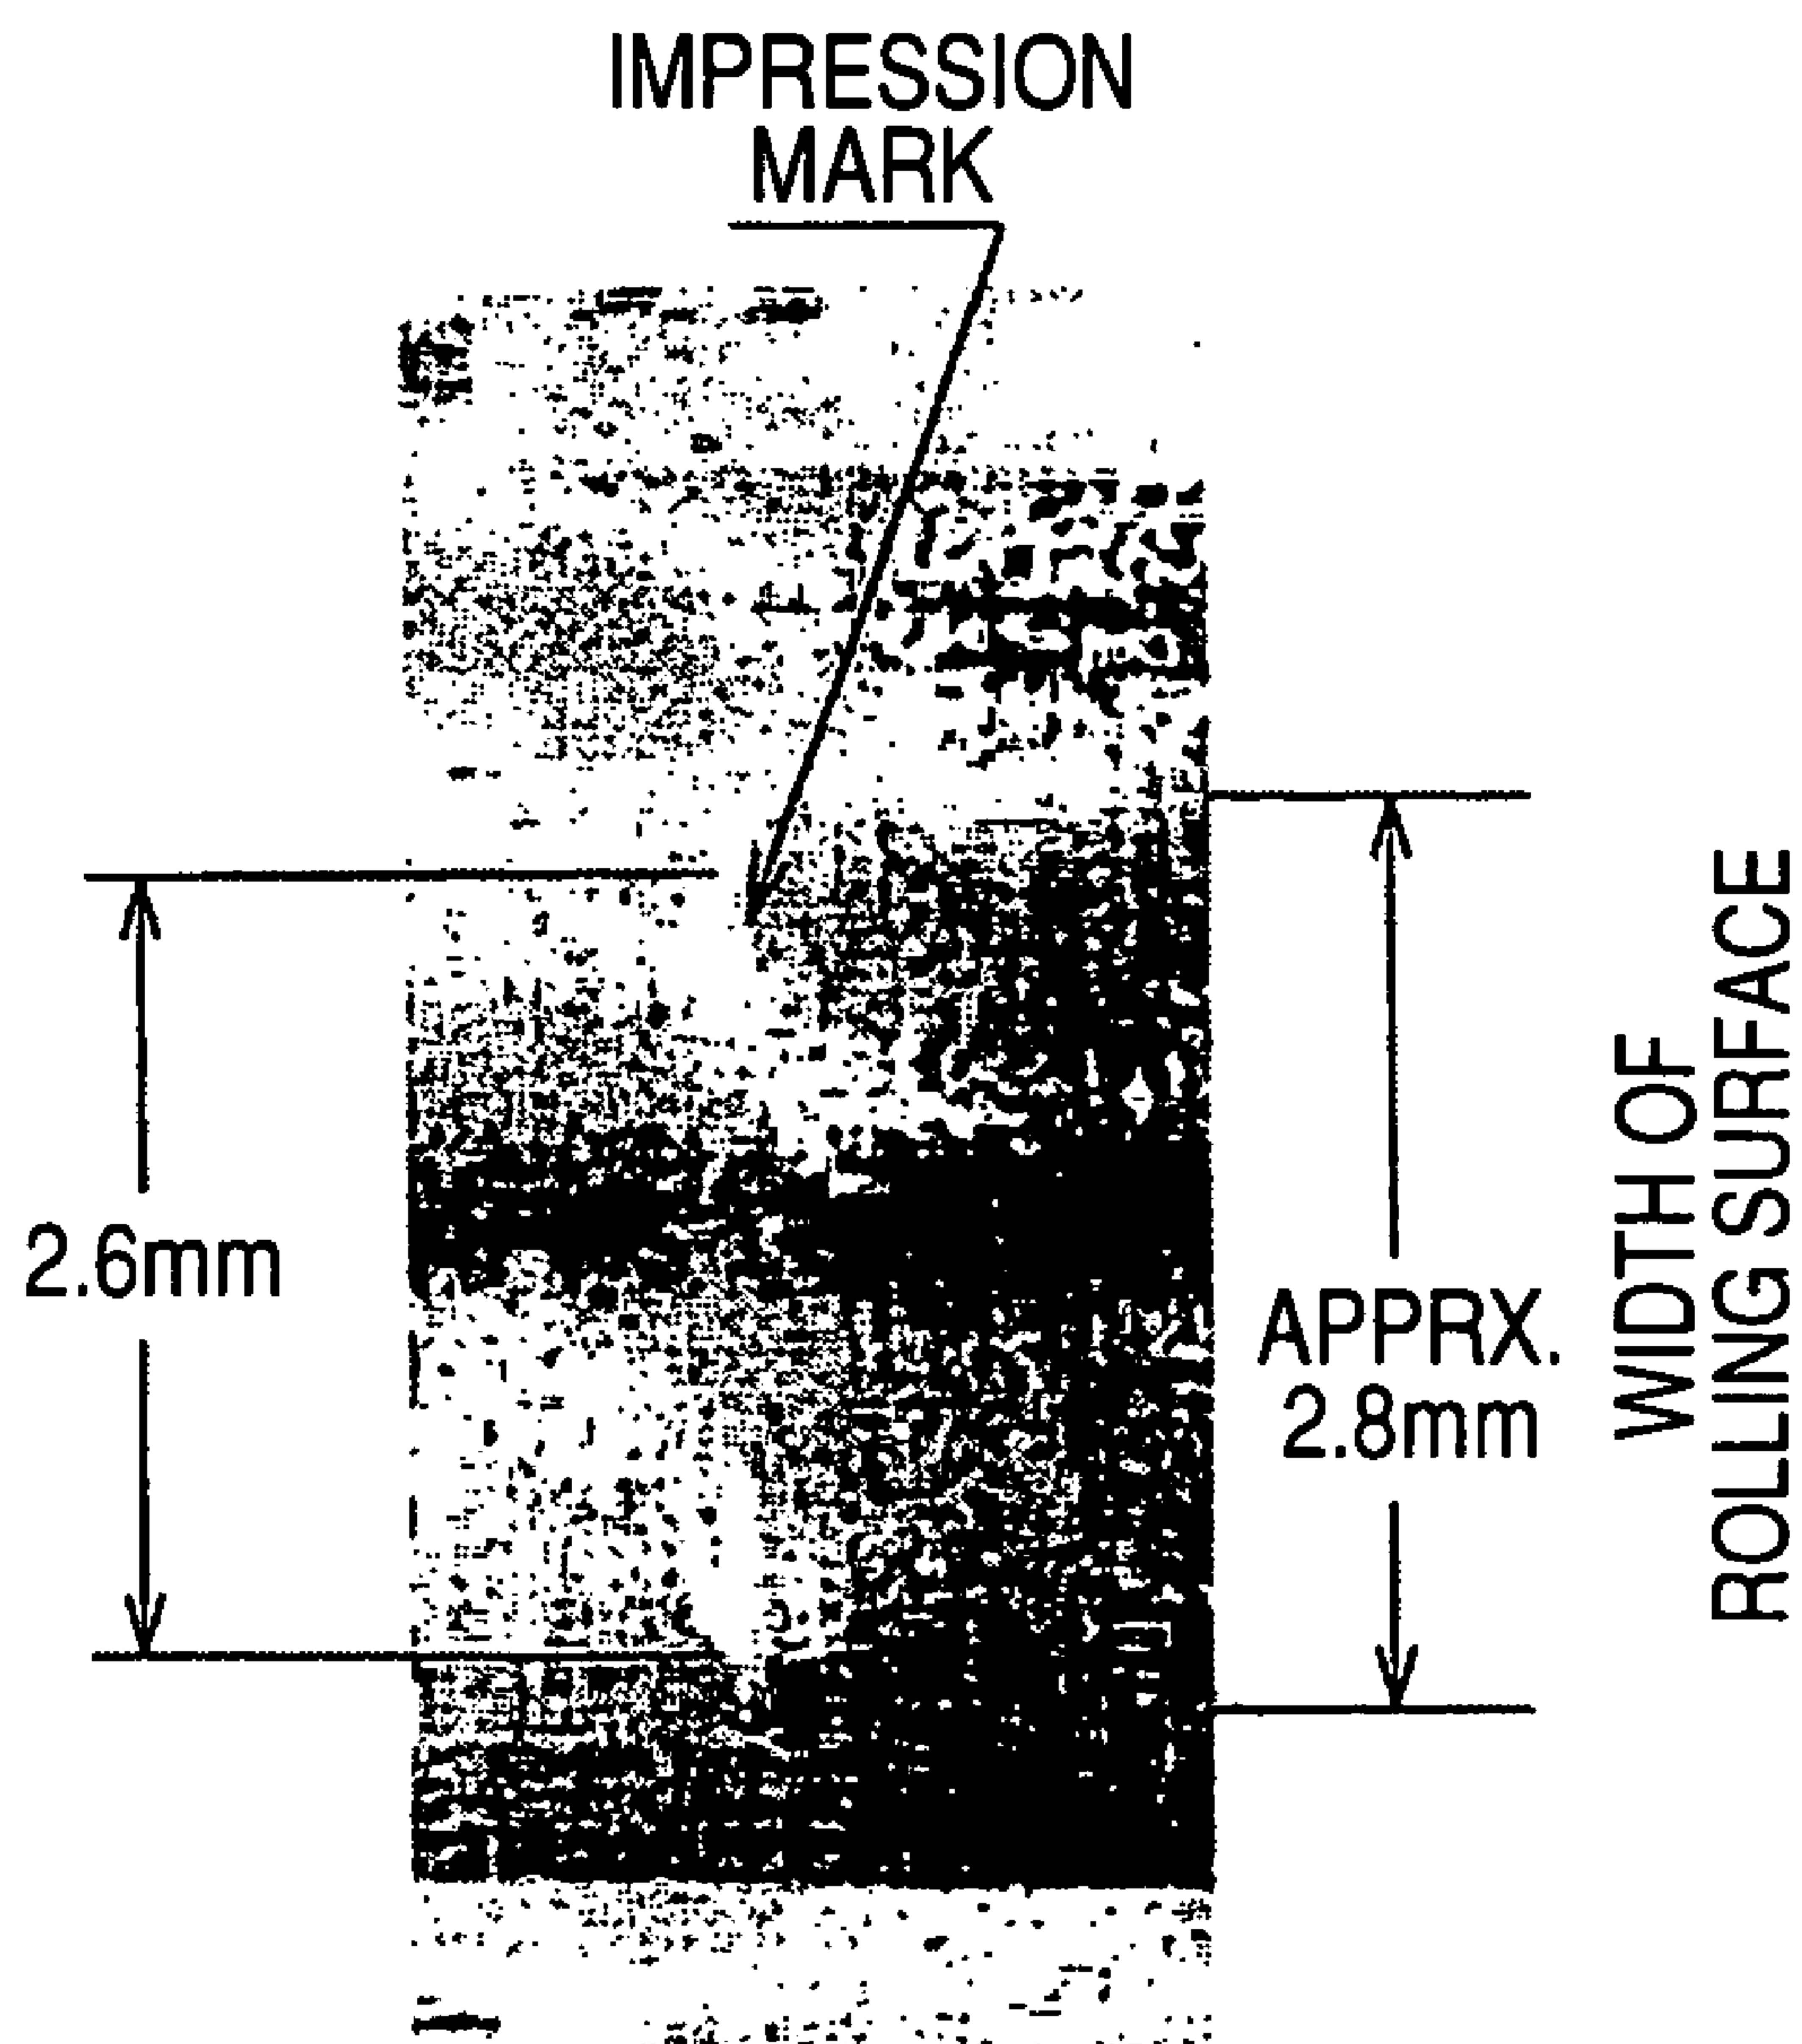 IMPRESSION
MARK
2.6mm
APPRX.
2.8mm
WIDTH OF
ROLLING SURFACE